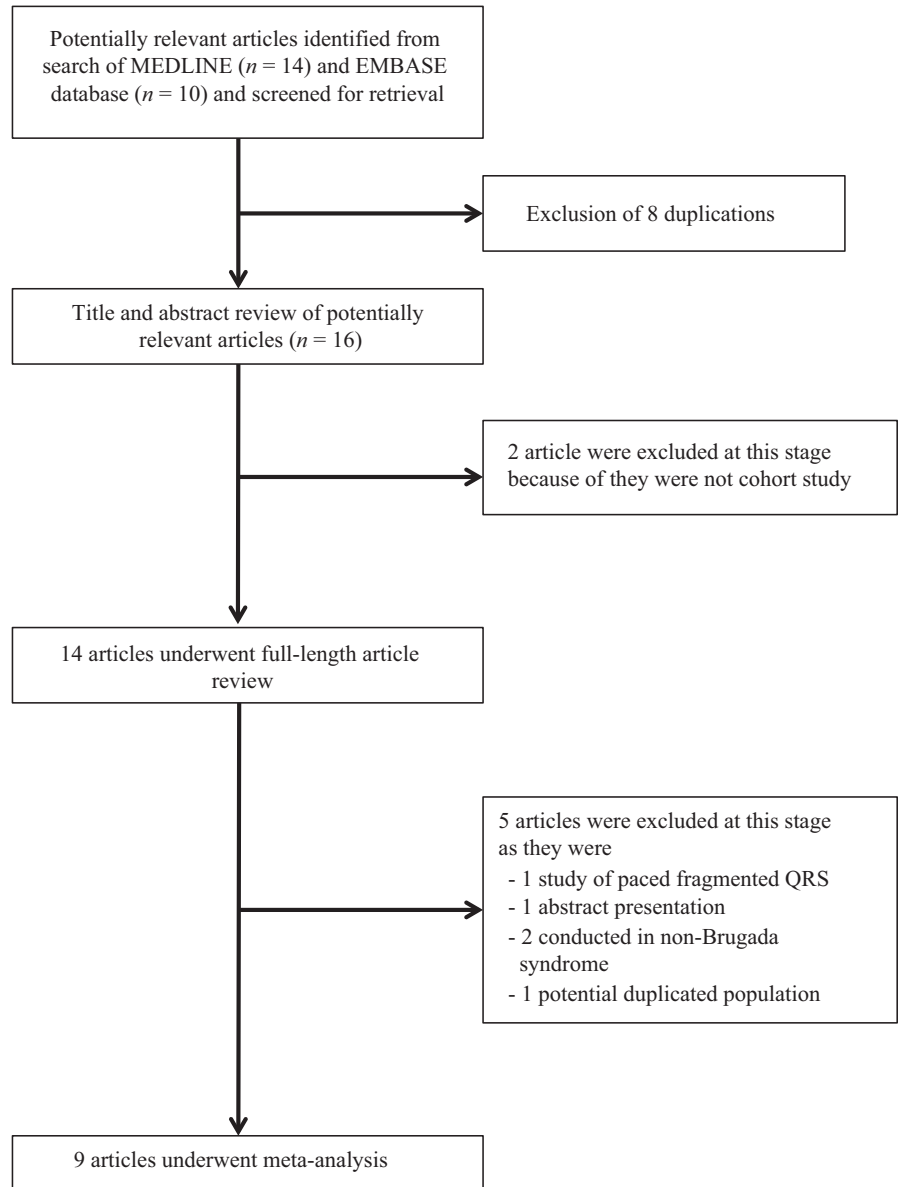 Potentially relevant articles identified from
search of MEDLINE (n = 14) and EMBASE
database (n = 10) and screened for retrieval
Exclusion of 8 duplications
Title and abstract review of potentially
relevant articles (n = 16)
2 article were excluded at this stage
because of they were not cohort study
14 articles underwent full-length article
review
5 articles were excluded at this stage
as they were
- 1 study of paced fragmented QRS
- 1 abstract presentation
- 2 conducted in non-Brugada
syndrome
- 1 potential duplicated population
9 articles underwent meta-analysis